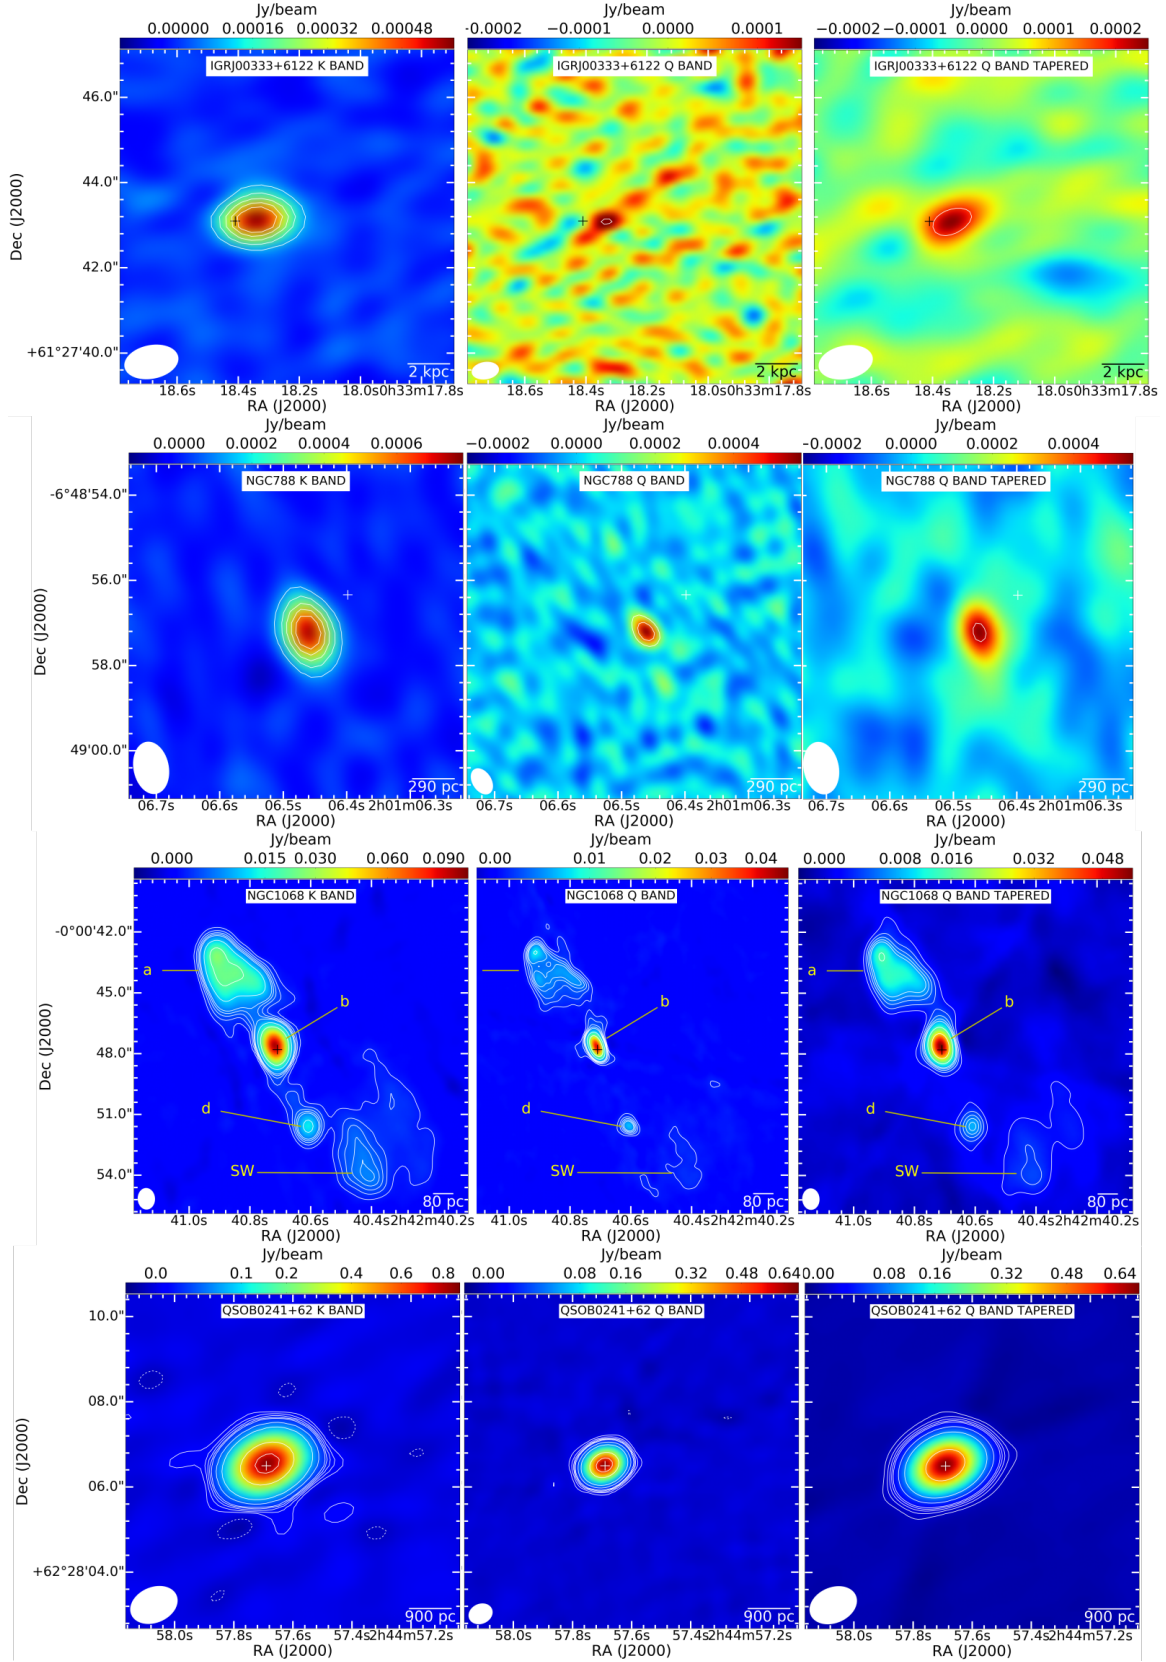 Jy/beam Jy/beam Jy/beam
0.00000 0.00016 0.00032 0.00048 -0.0002 −0.0001 0.0000 0.0001 −0.0002 −0.0001 0.0000 0.0001 0.0002
IGRJ00333+6122 K BAND IGRJ00333+6122 Q BAND IGRJ00333+6122 Q BAND TAPERED
46.0"
44.0"
Dec (J2000)
42.0"
+61°27'40.0"
2 kpc 2 kpc 2 kpc
18.6s 18.4s 18.2s 18.0s0h33m17.8s 18.6s 18.4s 18.2s 18.0s0h33m17.8s 18.6s 18.4s 18.2s 18.0s0h33m17.8s
RA (J2000) RA (J2000) RA (J2000)
Jy/beam Jy/beam Jy/beam
0.0000 0.0002 0.0004 0.0006 −0.0002 0.0000 0.0002 0.0004 −0.0002 0.0000 0.0002 0.0004
NGC788 K BAND NGC788 Q BAND NGC788 Q BAND TAPERED
-6°48'54.0"
56.0"
Dec (J2000)
58.0"
49'00.0"
290 pc 290 pc 290 pc
06.7s 06.6s 06.5s 06.4s 2h01m06.3s 06.7s 06.6s 06.5s 06.4s 2h01m06.3s 06.7s 06.6s 06.5s 06.4s 2h01m06.3s
RA (J2000) RA (J2000) RA (J2000)
Jy/beam Jy/beam Jy/beam
0.000 0.015 0.030 0.060 0.090 0.00 0.01 0.02 0.03 0.04 0.000 0.008 0.016 0.032 0.048
NGC1068 K BAND NGC1068 Q BAND NGC1068 Q BAND TAPERED
-0°00'42.0"
a a
45.0"
b b b
48.0"
Dec (J2000)
51.0"
d d d
SW SW SW
54.0"
80 pc 80 pc 80 pc
41.0s 40.8s 40.6s 40.4s2h42m40.2s 41.0s 40.8s 40.6s 40.4s2h42m40.2s 41.0s 40.8s 40.6s 40.4s2h42m40.2s
RA (J2000) RA (J2000) RA (J2000)
Jy/beam Jy/beam Jy/beam
0.0 0.1 0.2 0.4 0.6 0.8 0.00 0.08 0.16 0.32 0.48 0.64 0.00 0.08 0.16 0.32 0.48 0.64
QSOB0241+62 K BAND QSOB0241+62 Q BAND QSOB0241+62 Q BAND TAPERED
10.0"
08.0"
Dec (J2000)
06.0"
+62°28'04.0"
900 pc 900 pc 900 pc
58.0s 57.8s 57.6s 57.4s2h44m57.2s 58.0s 57.8s 57.6s 57.4s2h44m57.2s 58.0s 57.8s 57.6s 57.4s2h44m57.2s
RA (J2000) RA (J2000) RA (J2000)